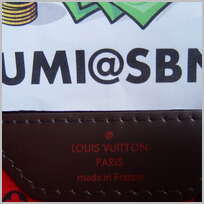 UMI@SBN
LOUIS VUITTON
PARIS
made in France